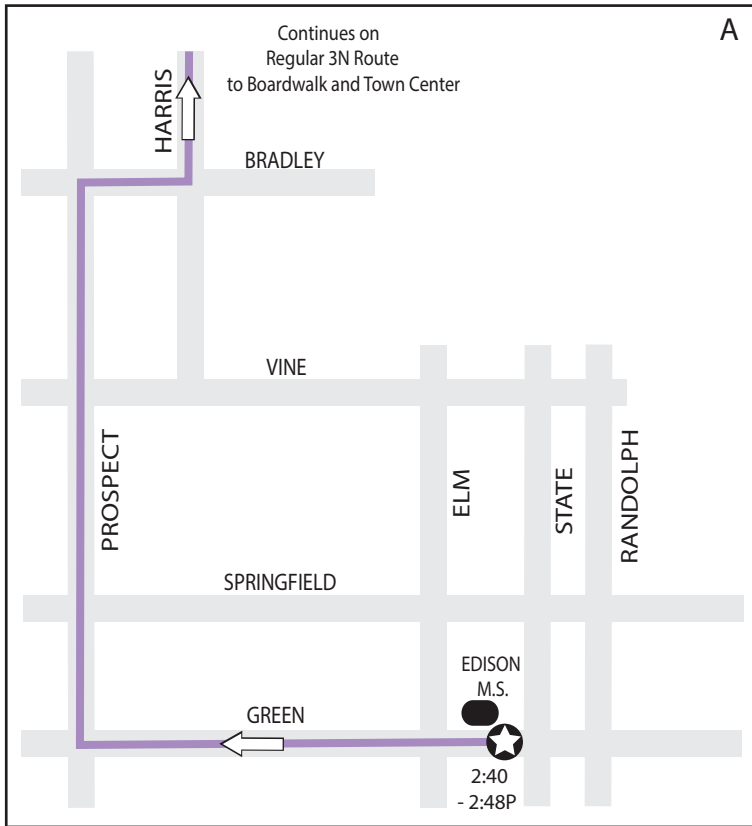 A
Continues on
Regular 3N Route
to Boardwalk and Town Center
HARRIS
BRADLEY
VINE
PROSPECT
ELM
STATE
RANDOLPH
SPRINGFIELD
EDISON
M.S.
GREEN
2:40
- 2:48P